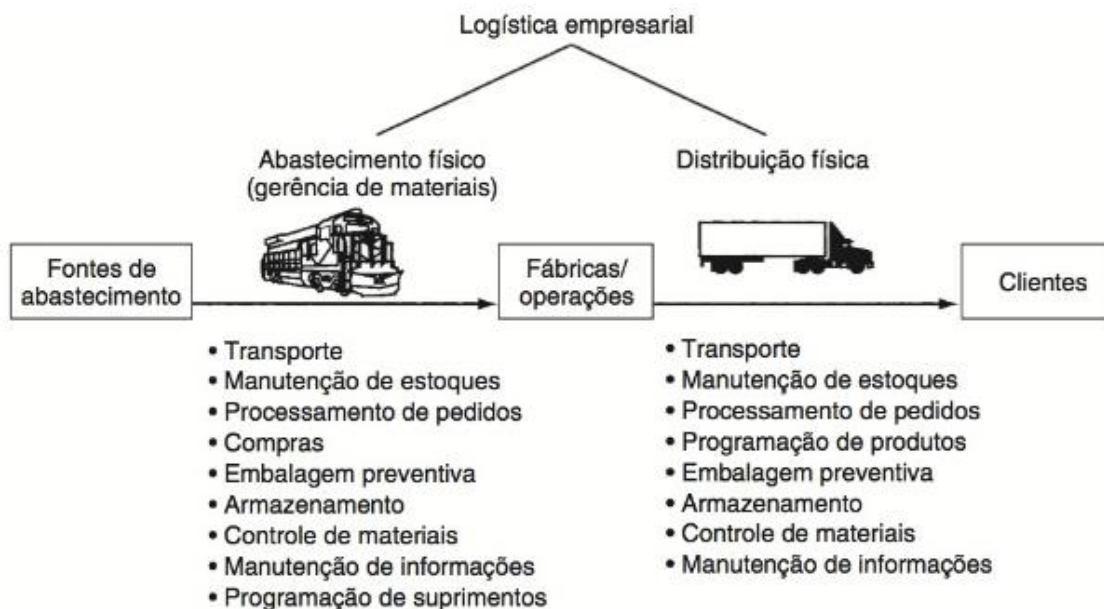 Logística empresarial
Abastecimento físico
(gerência de materiais)
Distribuição física
Fontes de
abastecimento
Fábricas/
operações
Clientes
• Transporte
• Manutenção de estoques
• Processamento de pedidos
• Compras
• Embalagem preventiva
• Armazenamento
• Controle de materiais
• Manutenção de informações
• Programação de suprimentos
• Transporte
• Manutenção de estoques
• Processamento de pedidos
• Programação de produtos
• Embalagem preventiva
• Armazenamento
• Controle de materiais
• Manutenção de informações